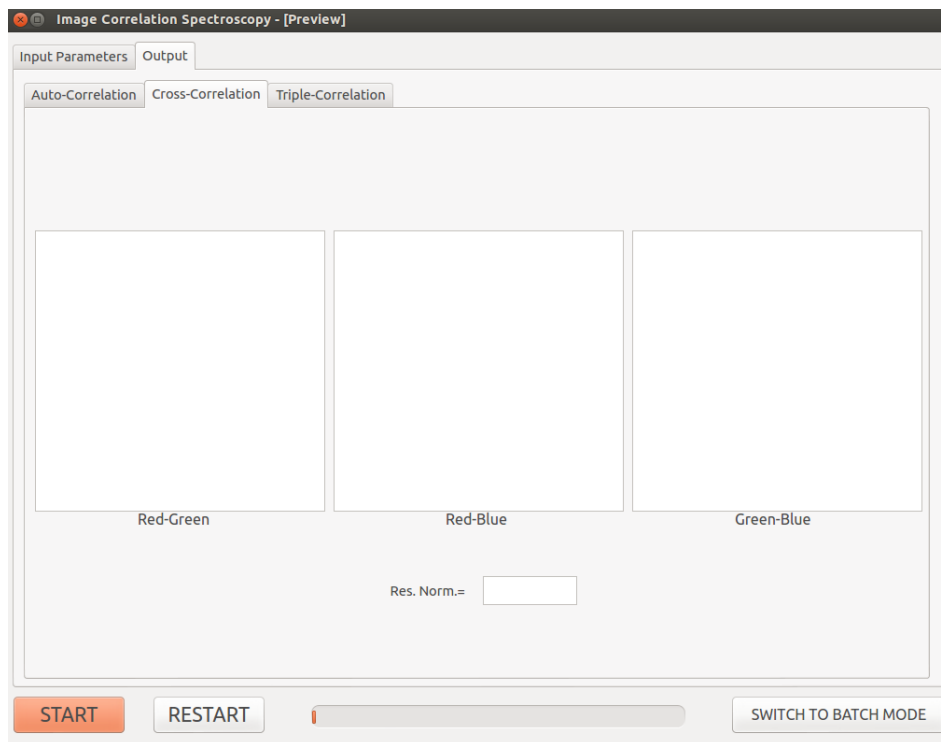 Image Correlation Spectroscopy - [Preview]
Input Parameters Output
Auto-Correlation Cross-Correlation Triple-Correlation
Red-Green Red-Blue Green-Blue
Res. Norm.=
START RESTART SWITCH TO BATCH MODE